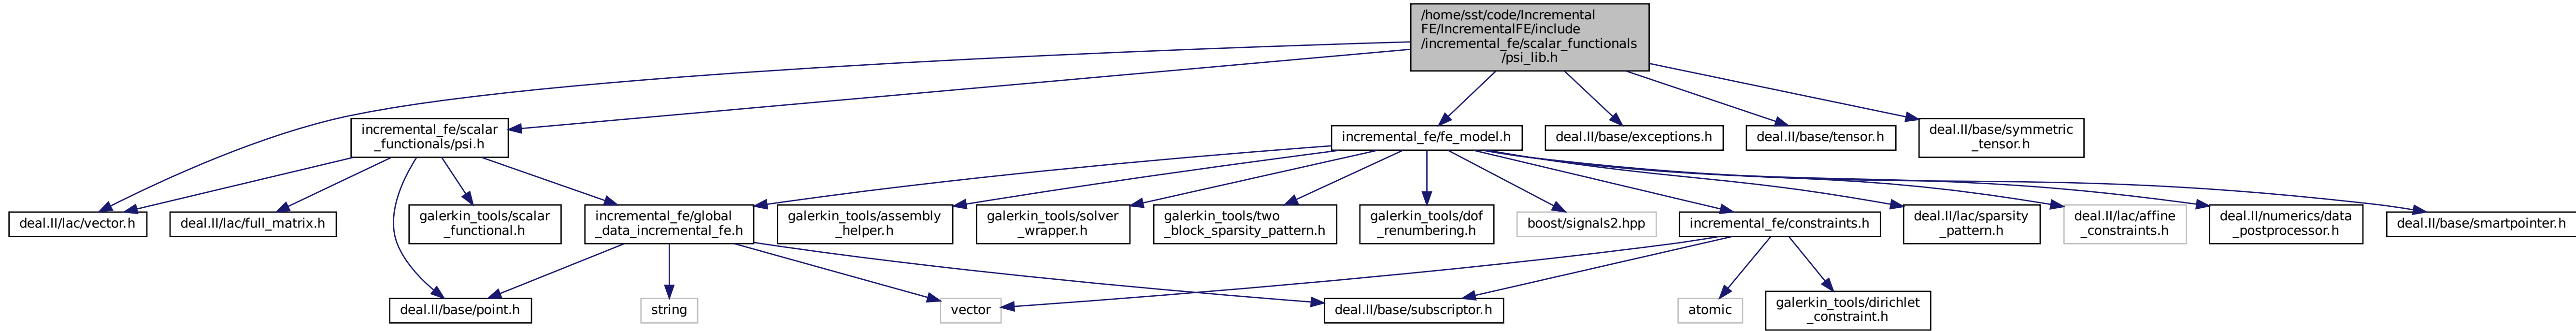 /home/sst/code/Incremental
FE/IncrementalFE/include
/incremental_fe/scalar_functionals
/psi_lib.h
incremental_fe/scalar
_functionals/psi.h
incremental_fe/fe_model.h
deal.II/base/exceptions.h
deal.II/base/tensor.h
deal.II/base/symmetric
_tensor.h
deal.II/lac/vector.h
deal.II/lac/full_matrix.h
galerkin_tools/scalar
_functional.h
incremental_fe/global
_data_incremental_fe.h
galerkin_tools/assembly
_helper.h
galerkin_tools/solver
_wrapper.h
galerkin_tools/two
_block_sparsity_pattern.h
galerkin_tools/dof
_renumbering.h
boost/signals2.hpp
incremental_fe/constraints.h
deal.II/lac/sparsity
_pattern.h
deal.II/lac/affine
_constraints.h
deal.II/numerics/data
_postprocessor.h
deal.II/base/smartpointer.h
deal.II/base/point.h
string
vector
deal.II/base/subscriptor.h
atomic
galerkin_tools/dirichlet
_constraint.h